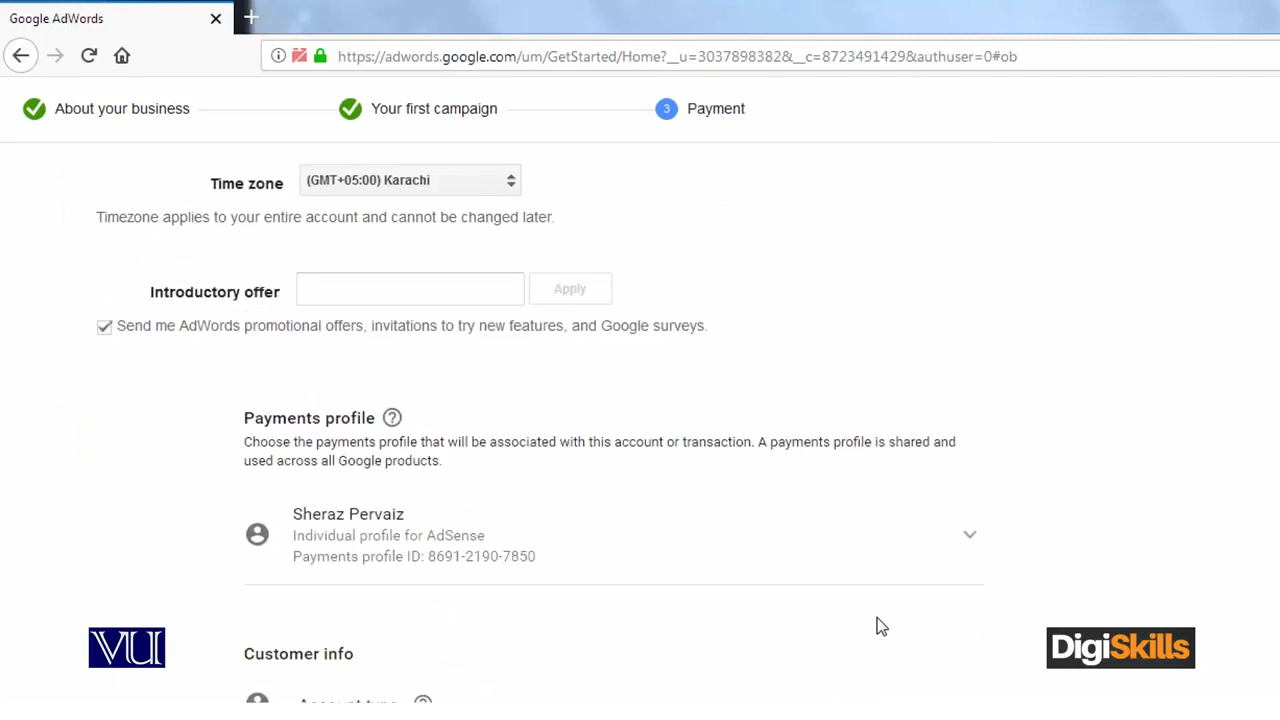 Google AdWords
https://adwords.google.com/um/GetStarted/Home?__u=3037898382&__c=8723491429&authuser=0#ob
About your business
Your first campaign
3 Payment
Time zone (GMT+05:00) Karachi
Timezone applies to your entire account and cannot be changed later.
Introductory offer Apply
Send me AdWords promotional offers, invitations to try new features, and Google surveys.
Payments profile ?
Choose the payments profile that will be associated with this account or transaction. A payments profile is shared and
used across all Google products.
Sheraz Pervaiz
Individual profile for AdSense
Payments profile ID: 8691-2190-7850
VU
DigiSkills
Customer info
Account type